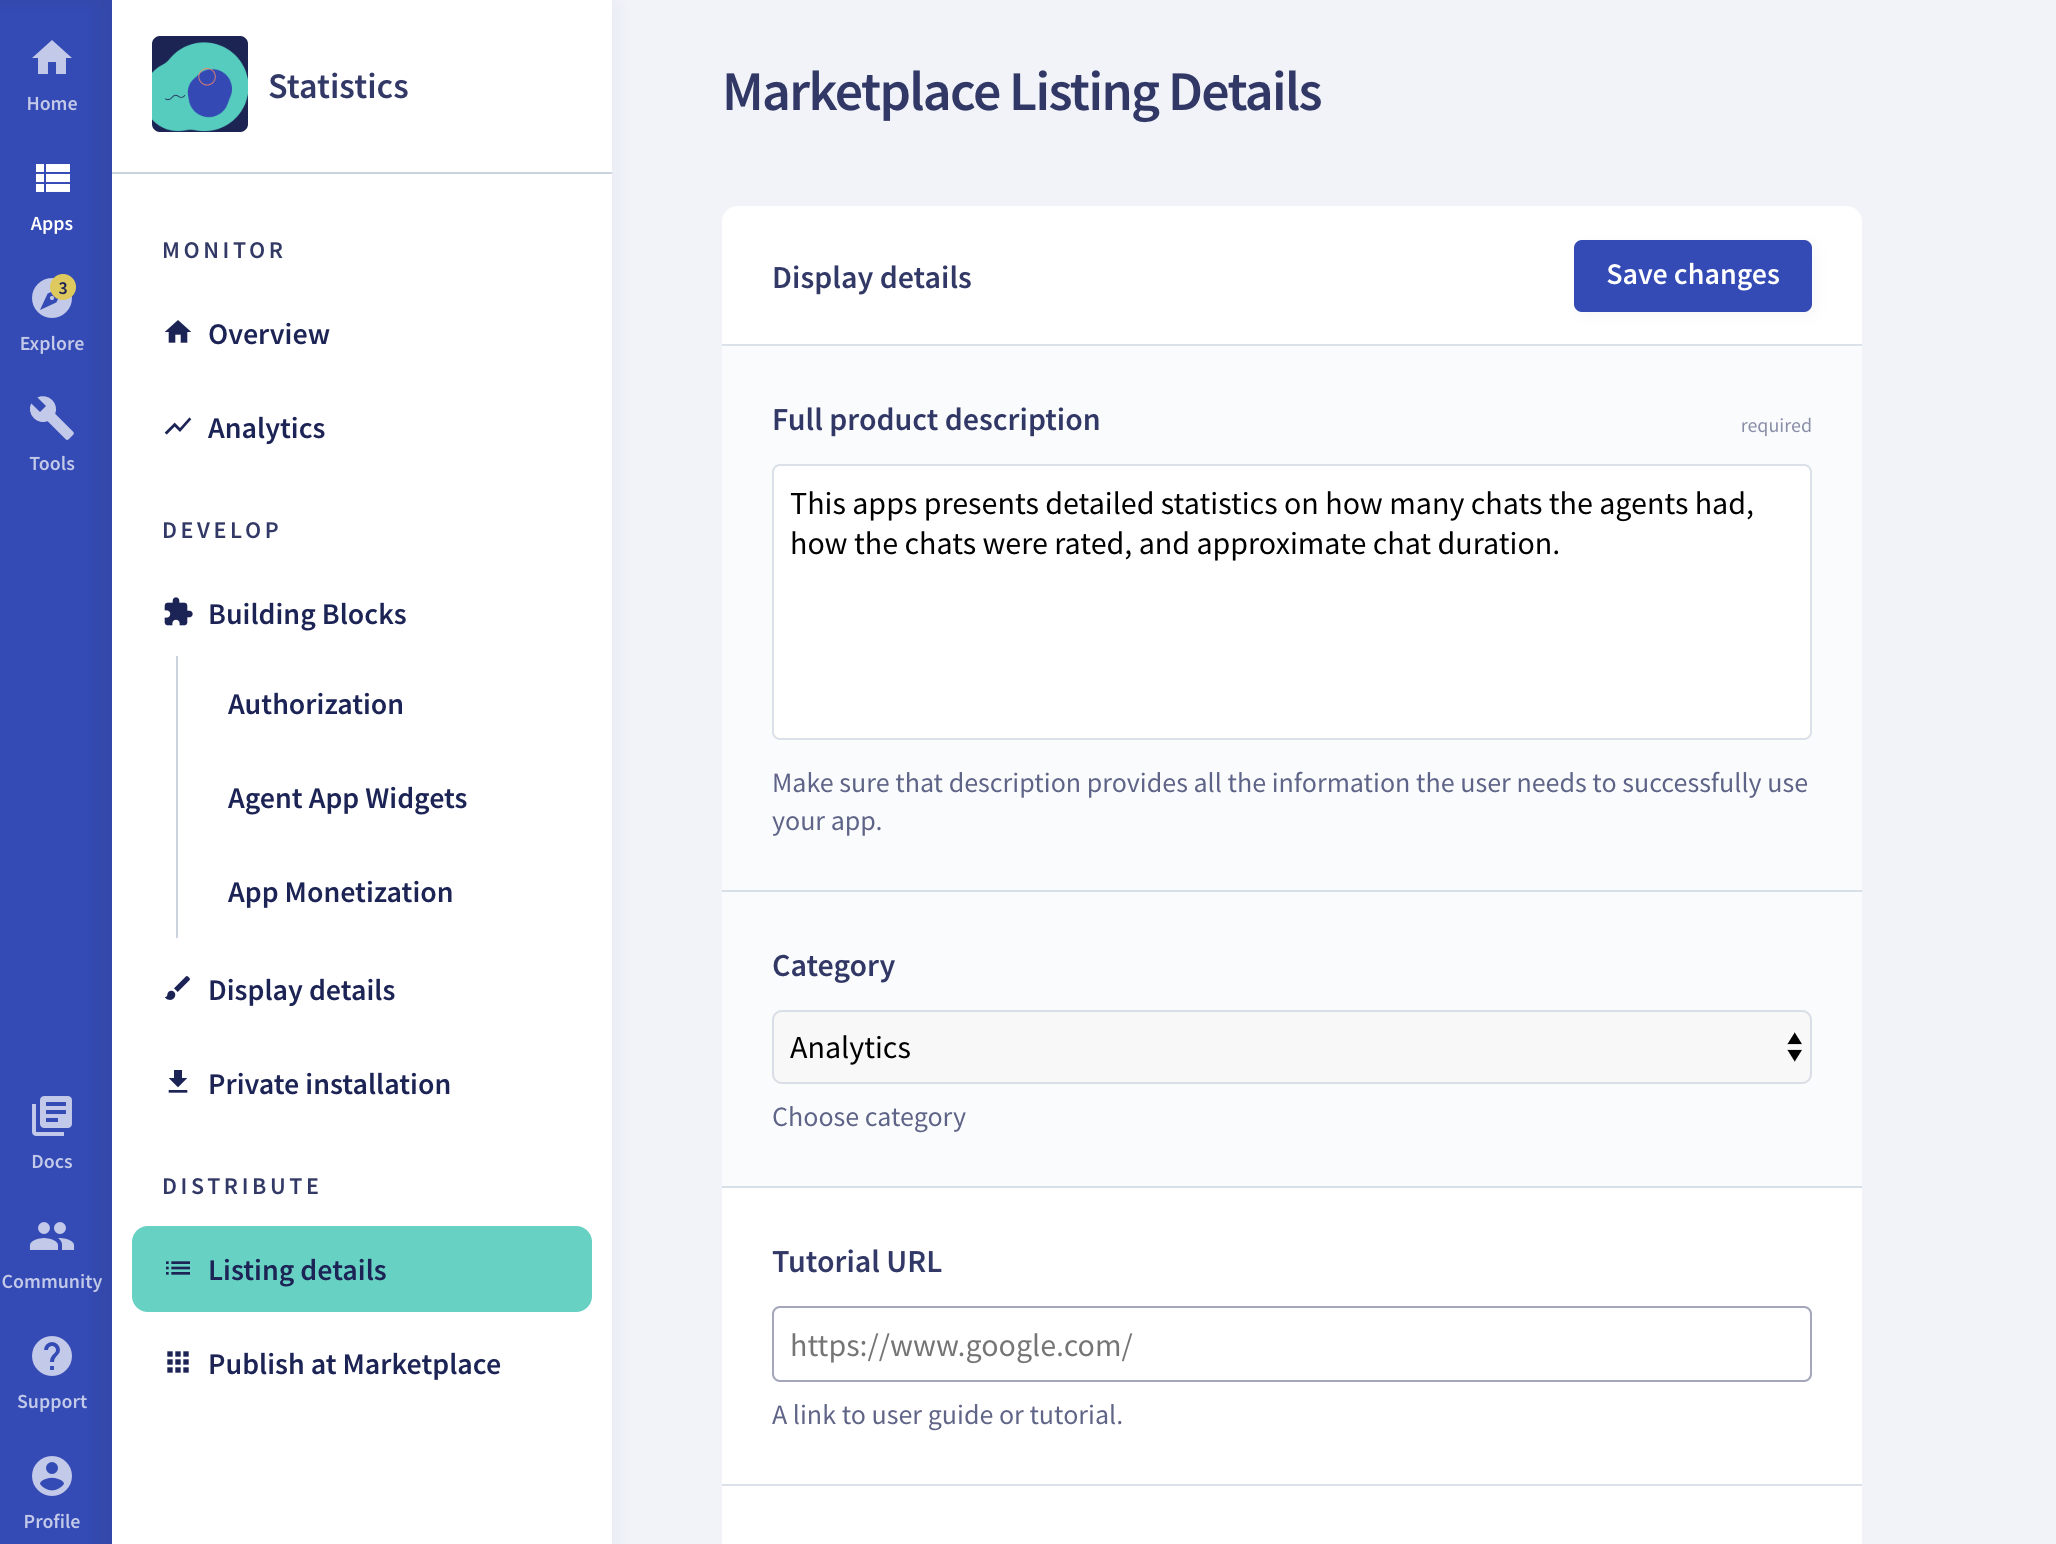 Home
Apps
3
Explore
Tools
Docs
Community
Support
Profile
Statistics
MONITOR
Overview
Analytics
DEVELOP
Building Blocks
Authorization
Agent App Widgets
App Monetization
Display details
Private installation
DISTRIBUTE
Listing details
Publish at Marketplace
Marketplace Listing Details
Display details
Save changes
Full product description
required
This apps presents detailed statistics on how many chats the agents had,
how the chats were rated, and approximate chat duration.
Make sure that description provides all the information the user needs to successfully use
your app.
Category
Analytics
Choose category
Tutorial URL
https://www.google.com/
A link to user guide or tutorial.